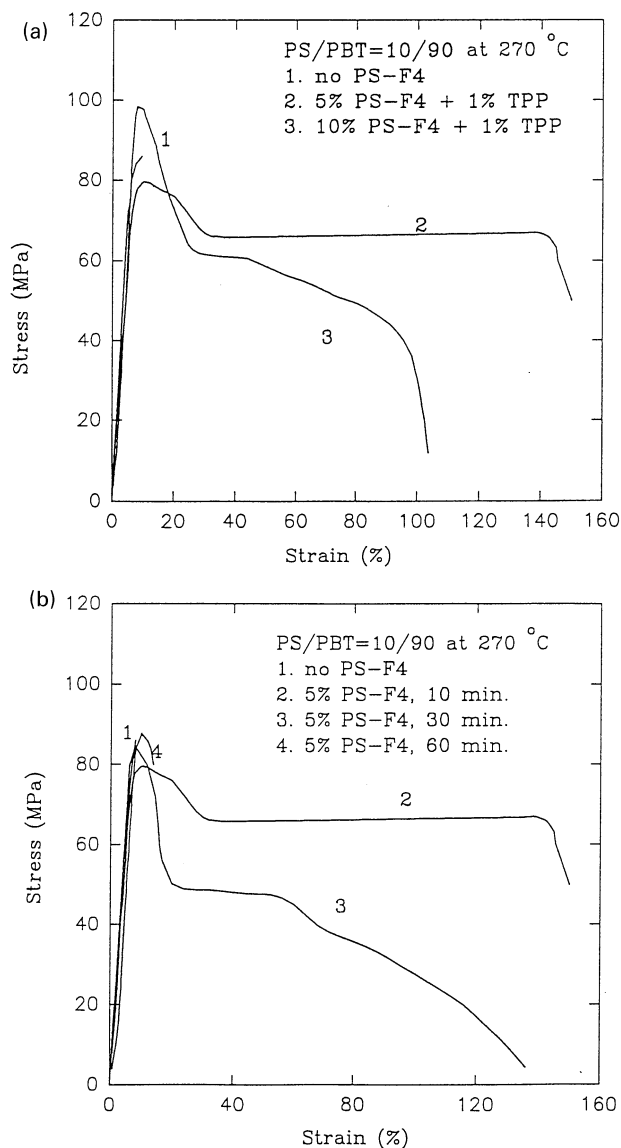 (a)
120
100
80
60
40
20
0
Stress (MPa)
PS/PBT=10/90 at 270 °C
1. no PS-F4
2. 5% PS-F4 + 1% TPP
3. 10% PS-F4 + 1% TPP
1
2
3
0 20 40 60 80 100 120 140 160
Strain (%)
(b)
120
100
80
60
40
20
0
Stress (MPa)
PS/PBT=10/90 at 270 °C
1. no PS-F4
2. 5% PS-F4, 10 min.
3. 5% PS-F4, 30 min.
4. 5% PS-F4, 60 min.
1
4
2
3
0 40 80 120 160
Strain (%)